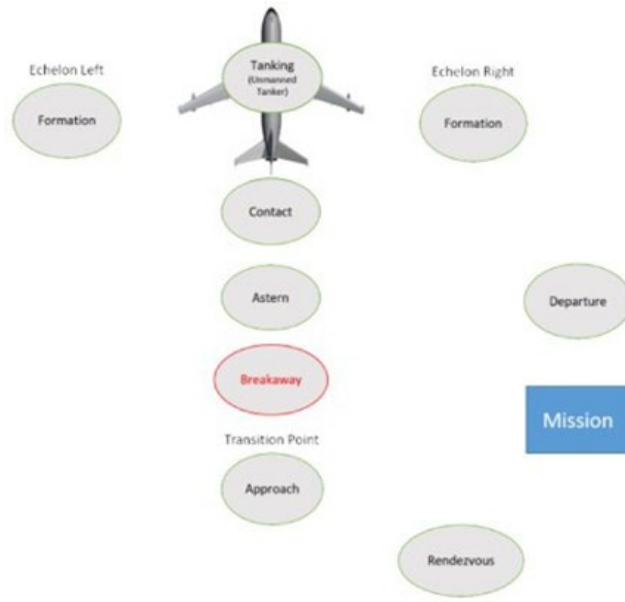 Tanking
(Unmanned
Tanker)
Echelon Left
Echelon Right
Formation
Formation
Contact
Astern
Departure
Breakaway
Mission
Transition Point
Approach
Rendezvous